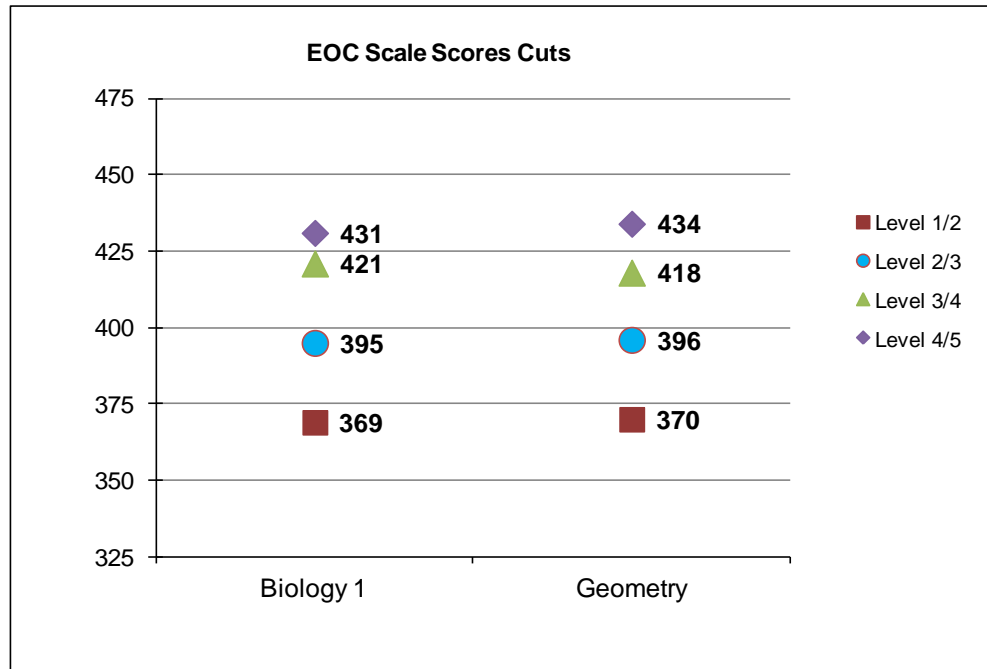 EOC Scale Scores Cuts
475
450
425
400
375
350
325
431
421
395
369
434
418
396
370
Biology 1
Geometry
Level 1/2
Level 2/3
Level 3/4
Level 4/5